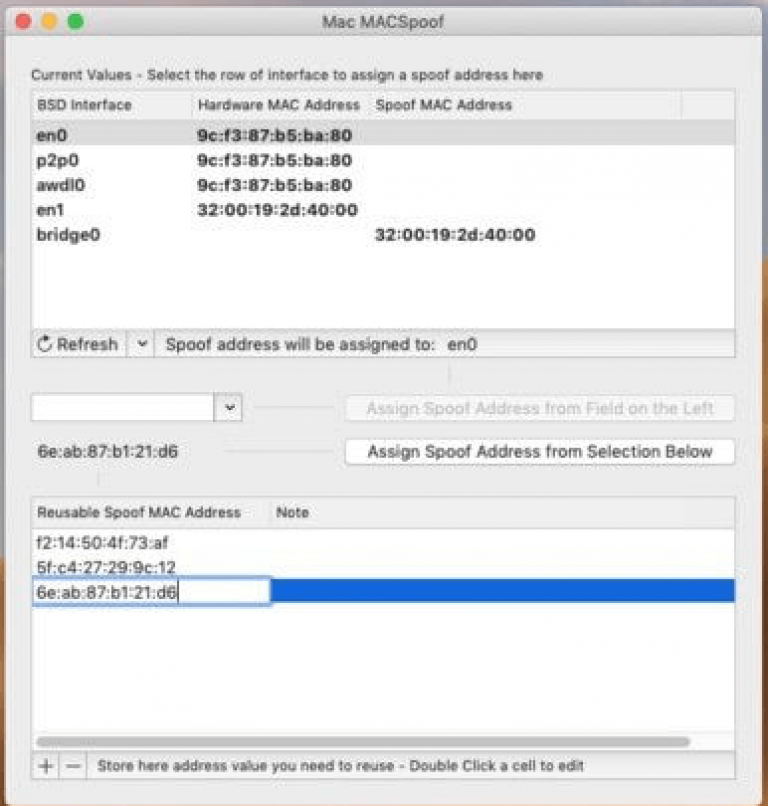 Mac MACSpoof
Current Values - Select the row of interface to assign a spoof address here
BSD Interface Hardware MAC Address Spoof MAC Address
en0 9c:f3:87:b5:ba:80
p2p0 9c:f3:87:b5:ba:80
awdl0 9c:f3:87:b5:ba:80
en1 32:00:19:2d:40:00
bridge0 32:00:19:2d:40:00
Refresh Spoof address will be assigned to: en0
Assign Spoof Address from Field on the Left
6e:ab:87:b1:21:d6 Assign Spoof Address from Selection Below
Reusable Spoof MAC Address Note
f2:14:50:4f:73:af
5f:c4:27:29:9c:12
6e:ab:87:b1:21:d6
+ − Store here address value you need to reuse - Double Click a cell to edit